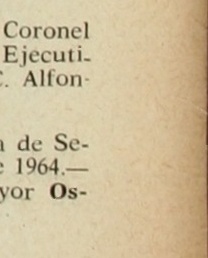 Coronel
Ejecuti-
C. Alfon-
de Se-
1964.—
yor Os-